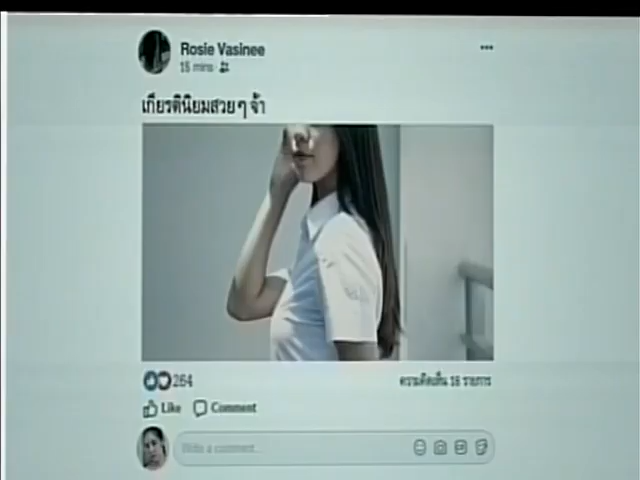 Rosie Vasinee
15 mins
เกียรตินิยมสวยๆ จ้า
264
ความคิดเห็น 18 รายการ
Like Comment
Write a comment...